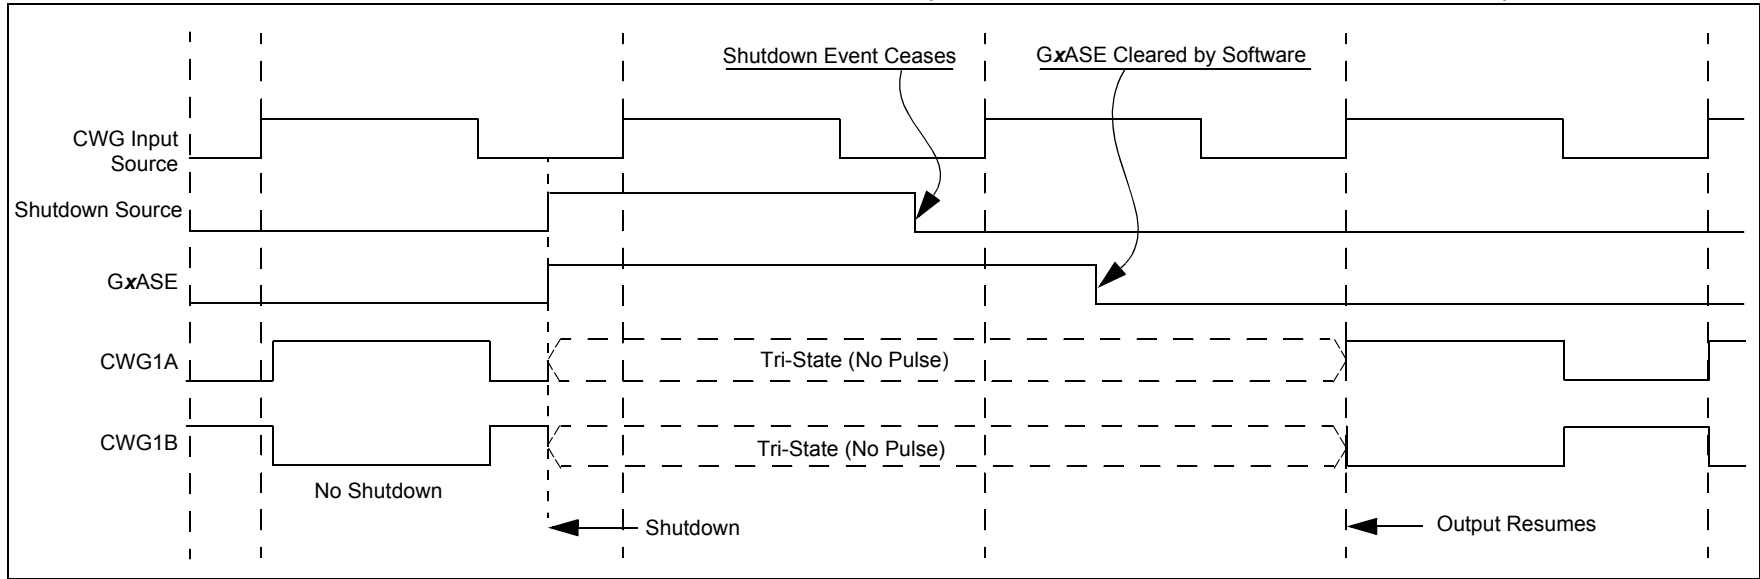 Shutdown Event Ceases
GxASE Cleared by Software
CWG Input
Source
Shutdown Source
GxASE
CWG1A
Tri-State (No Pulse)
CWG1B
Tri-State (No Pulse)
No Shutdown
Shutdown
Output Resumes